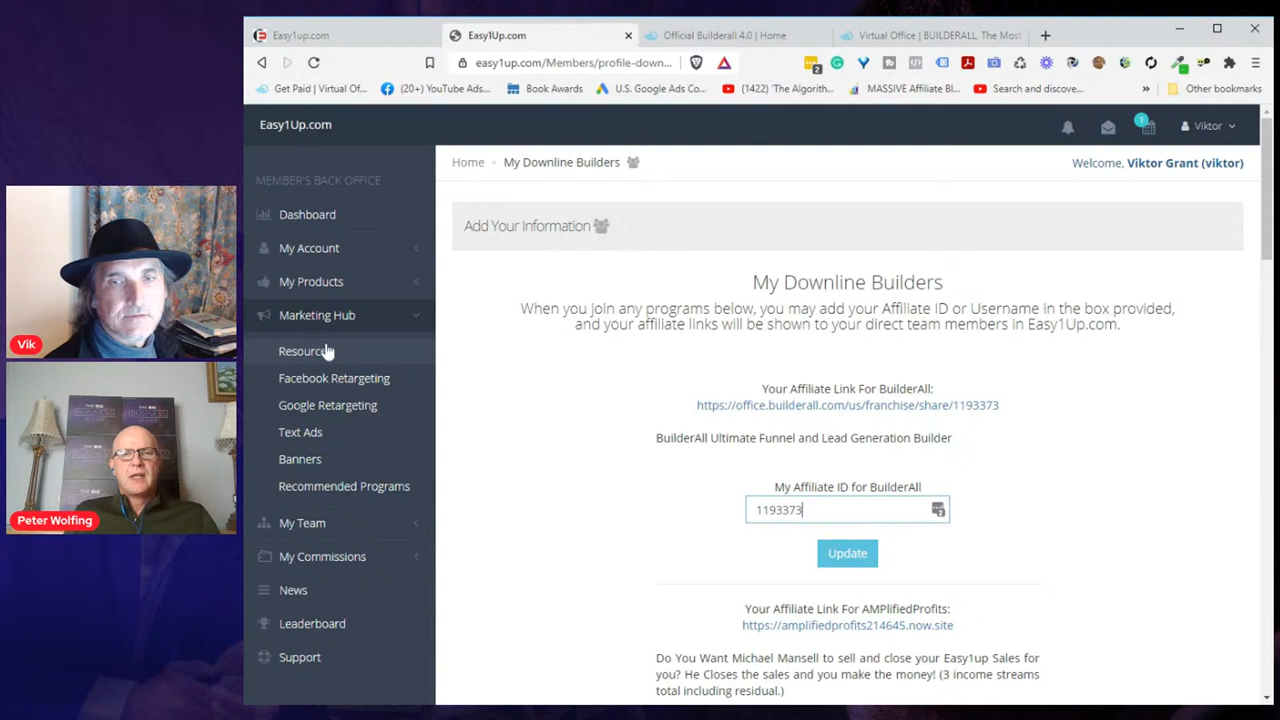 Easy1up.com
Easy1Up.com
Official Builderall 4.0 | Home
Virtual Office | BUILDERALL, The Most
easy1up.com/Members/profile-down...
2
Get Paid | Virtual Of...
(20+) YouTube Ads...
Book Awards
U.S. Google Ads Co...
(1422) 'The Algorith...
MASSIVE Affiliate Bl...
Search and discove...
Other bookmarks
Easy1Up.com
1
Viktor
MEMBER'S BACK OFFICE
Dashboard
My Account
My Products
Marketing Hub
Resources
Facebook Retargeting
Google Retargeting
Text Ads
Banners
Recommended Programs
My Team
My Commissions
News
Leaderboard
Support
Home - My Downline Builders
Welcome, Viktor Grant (viktor)
Add Your Information
My Downline Builders
When you join any programs below, you may add your Affiliate ID or Username in the box provided,
and your affiliate links will be shown to your direct team members in Easy1Up.com.
Your Affiliate Link For BuilderAll:
https://office.builderall.com/us/franchise/share/1193373
BuilderAll Ultimate Funnel and Lead Generation Builder
My Affiliate ID for BuilderAll
1193373
Update
Your Affiliate Link For AMPlifiedProfits:
https://amplifiedprofits214645.now.site
Do You Want Michael Mansell to sell and close your Easy1up Sales for
you? He Closes the sales and you make the money! (3 income streams
total including residual.)
Vik
THE BIG
BUSINESS
Peter Wolfing